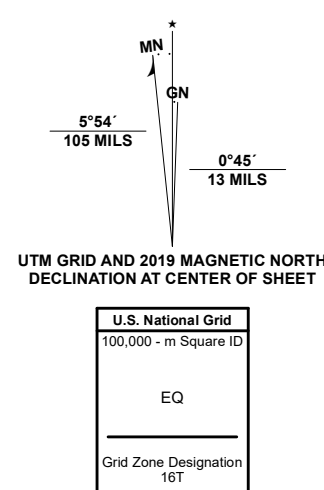 MN
GN
5°54´
105 MILS
0°45´
13 MILS
UTM GRID AND 2019 MAGNETIC NORTH
DECLINATION AT CENTER OF SHEET
U.S. National Grid
100,000 - m Square ID
EQ
Grid Zone Designation
16T